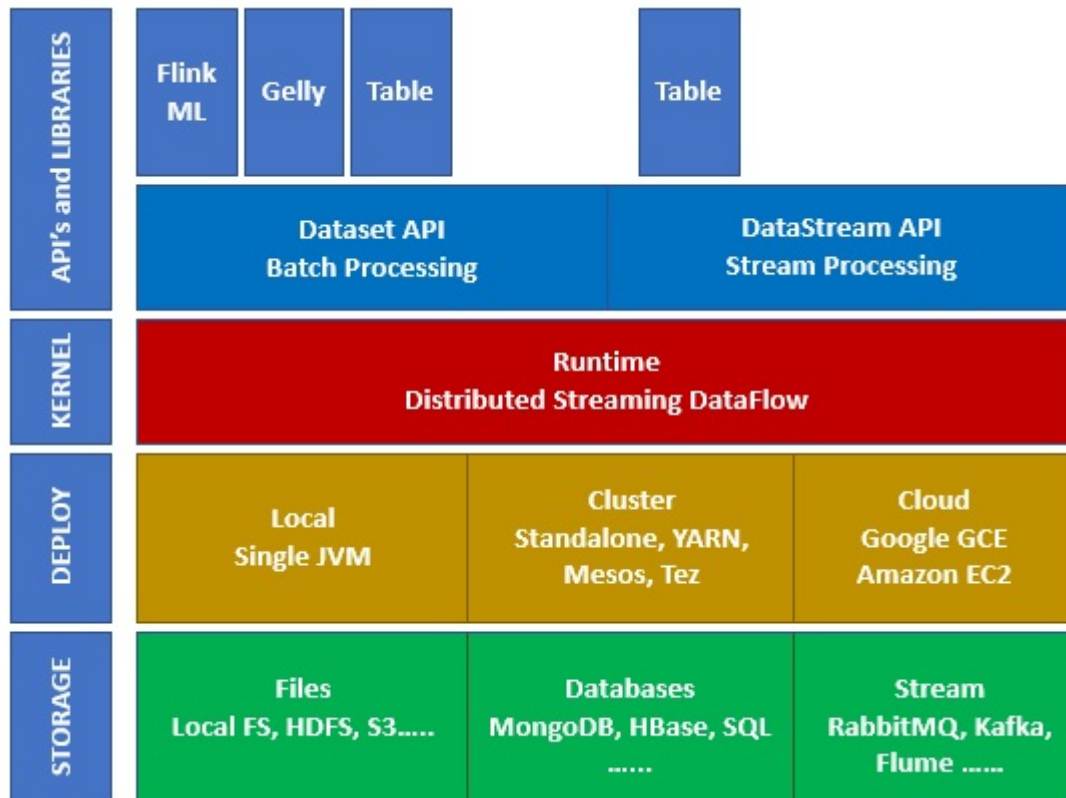 API's and LIBRARIES
Flink
ML
Gelly
Table
Table
Dataset API
Batch Processing
DataStream API
Stream Processing
KERNEL
Runtime
Distributed Streaming DataFlow
DEPLOY
Local
Single JVM
Cluster
Standalone, YARN,
Mesos, Tez
Cloud
Google GCE
Amazon EC2
STORAGE
Files
Local FS, HDFS, S3.....
Databases
MongoDB, HBase, SQL
......
Stream
RabbitMQ, Kafka,
Flume ......